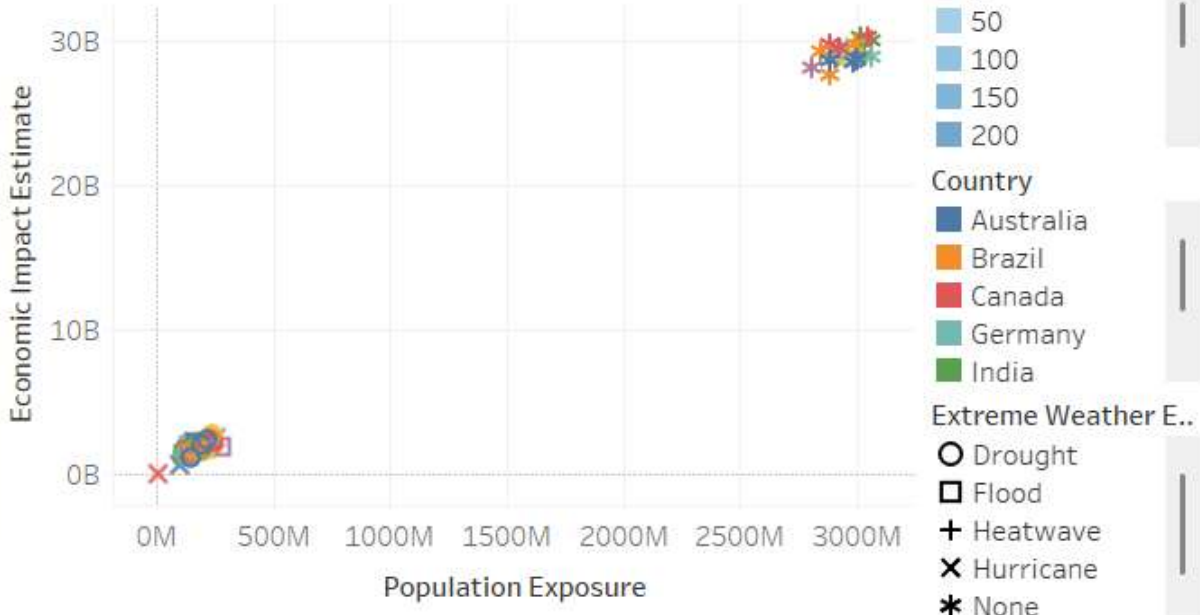 Economic Impact Estimate
30B
20B
10B
0B
0M 500M 1000M 1500M 2000M 2500M 3000M
Population Exposure
50
100
150
200
Country
Australia
Brazil
Canada
Germany
India
Extreme Weather E..
Drought
Flood
Heatwave
Hurricane
None